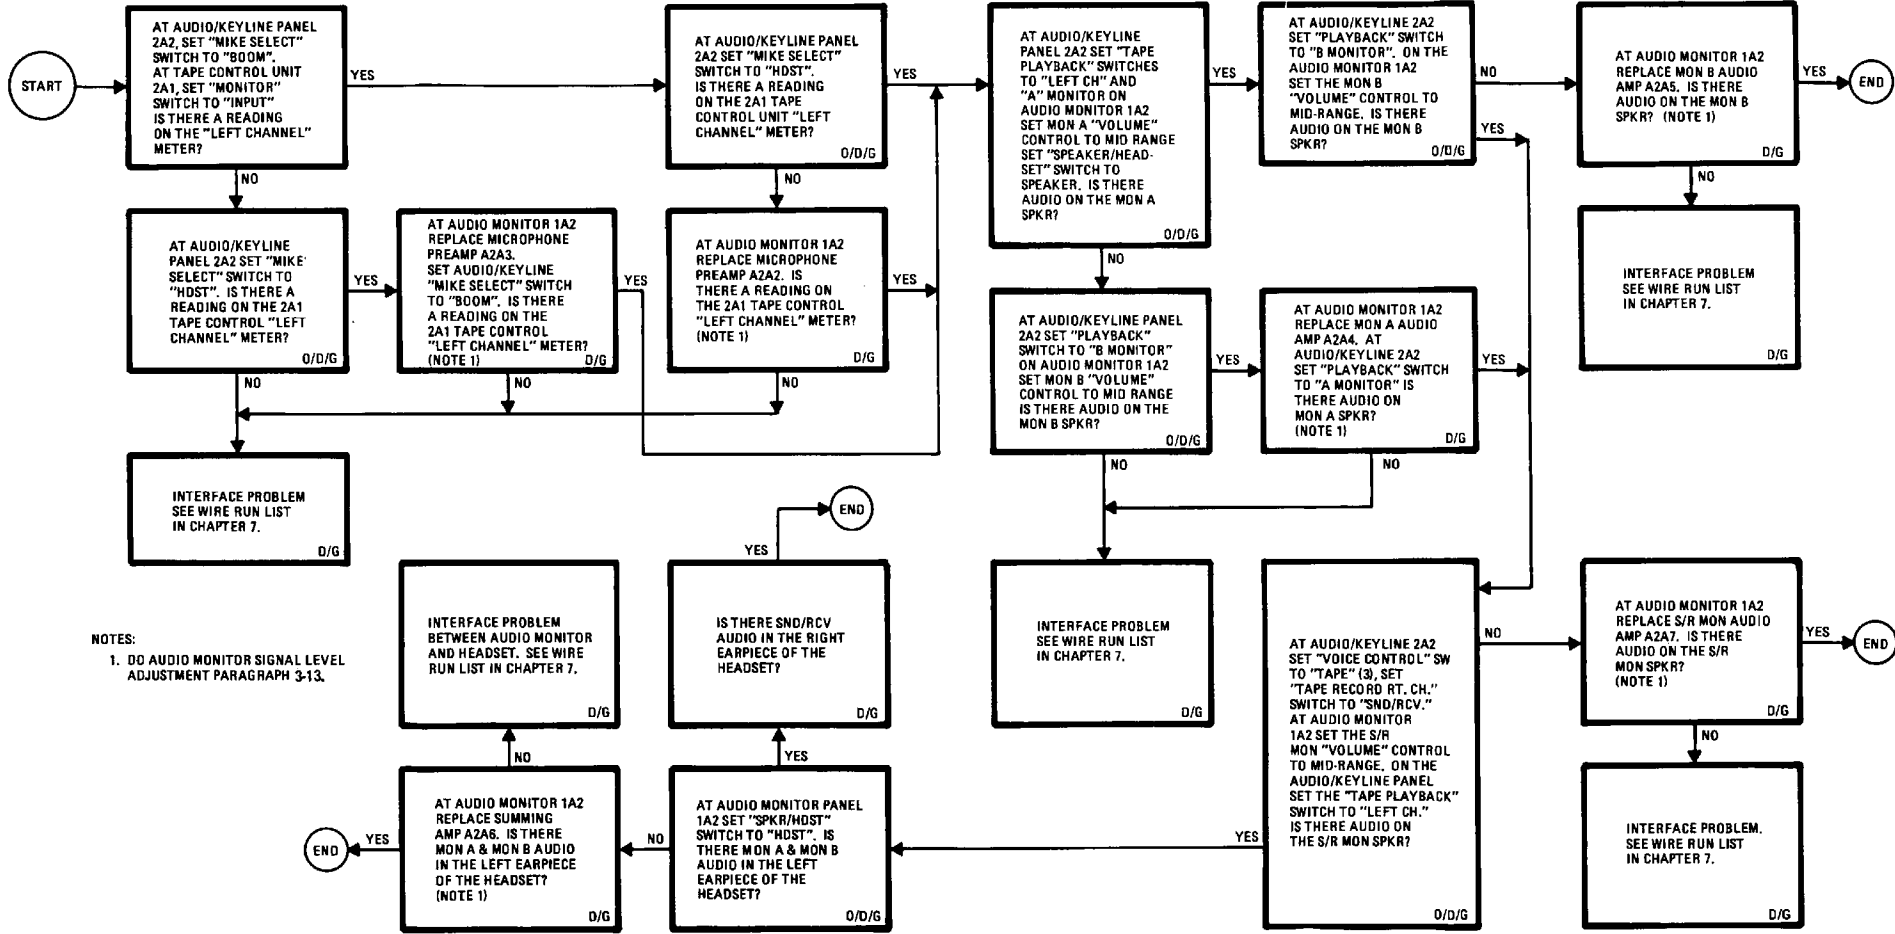 START
AT AUDIO/KEYLINE PANEL
2A2, SET "MIKE SELECT"
SWITCH TO "BOOM".
AT TAPE CONTROL UNIT
2A1, SET "MONITOR"
SWITCH TO "INPUT"
IS THERE A READING
ON THE "LEFT CHANNEL"
METER?
YES
NO
AT AUDIO/KEYLINE PANEL
2A2 SET "MIKE SELECT"
SWITCH TO "HDST".
IS THERE A READING
ON THE 2A1 TAPE
CONTROL UNIT "LEFT
CHANNEL" METER?
O/D/G
YES
NO
AT AUDIO/KEYLINE
PANEL 2A2 SET "TAPE
PLAYBACK" SWITCHES
TO "LEFT CH" AND
"A" MONITOR ON
AUDIO MONITOR 1A2
SET MON A "VOLUME"
CONTROL TO MID RANGE
SET "SPEAKER/HEAD-
SET" SWITCH TO
SPEAKER. IS THERE
AUDIO ON THE MON A
SPKR?
O/D/G
YES
NO
AT AUDIO/KEYLINE 2A2
SET "PLAYBACK" SWITCH
TO "B MONITOR". ON THE
AUDIO MONITOR 1A2
SET THE MON B
"VOLUME" CONTROL TO
MID-RANGE. IS THERE
AUDIO ON THE MON B
SPKR?
O/D/G
NO
YES
AT AUDIO MONITOR 1A2
REPLACE MON B AUDIO
AMP A2A5. IS THERE
AUDIO ON THE MON B
SPKR? (NOTE 1)
D/G
YES
END
NO
AT AUDIO/KEYLINE
PANEL 2A2 SET "MIKE
SELECT" SWITCH TO
"HDST". IS THERE A
READING ON THE 2A1
TAPE CONTROL "LEFT
CHANNEL" METER?
O/D/G
YES
NO
AT AUDIO MONITOR 1A2
REPLACE MICROPHONE
PREAMP A2A3.
SET AUDIO/KEYLINE
"MIKE SELECT" SWITCH
TO "BOOM". IS THERE
A READING ON THE
2A1 TAPE CONTROL
"LEFT CHANNEL" METER?
(NOTE 1)
D/G
YES
NO
AT AUDIO MONITOR 1A2
REPLACE MICROPHONE
PREAMP A2A2. IS
THERE A READING ON
THE 2A1 TAPE CONTROL
"LEFT CHANNEL" METER?
(NOTE 1)
D/G
YES
NO
AT AUDIO/KEYLINE PANEL
2A2 SET "PLAYBACK"
SWITCH TO "B MONITOR"
ON AUDIO MONITOR 1A2
SET MON B "VOLUME"
CONTROL TO MID RANGE
IS THERE AUDIO ON THE
MON B SPKR?
O/D/G
YES
NO
AT AUDIO MONITOR 1A2
REPLACE MON A AUDIO
AMP A2A4. AT
AUDIO/KEYLINE 2A2
SET "PLAYBACK" SWITCH
TO "A MONITOR" IS
THERE AUDIO ON
MON A SPKR?
(NOTE 1)
D/G
YES
NO
INTERFACE PROBLEM
SEE WIRE RUN LIST
IN CHAPTER 7.
D/G
INTERFACE PROBLEM
SEE WIRE RUN LIST
IN CHAPTER 7.
D/G
END
YES
INTERFACE PROBLEM
BETWEEN AUDIO MONITOR
AND HEADSET. SEE WIRE
RUN LIST IN CHAPTER 7.
D/G
NO
IS THERE SND/RCV
AUDIO IN THE RIGHT
EARPIECE OF THE
HEADSET?
D/G
YES
INTERFACE PROBLEM
SEE WIRE RUN LIST
IN CHAPTER 7.
D/G
AT AUDIO/KEYLINE 2A2
SET "VOICE CONTROL" SW
TO "TAPE" (3), SET
"TAPE RECORD RT. CH."
SWITCH TO "SND/RCV."
AT AUDIO MONITOR
1A2 SET THE S/R
MON "VOLUME" CONTROL
TO MID-RANGE. ON THE
AUDIO/KEYLINE PANEL
SET THE "TAPE PLAYBACK"
SWITCH TO "LEFT CH."
IS THERE AUDIO ON
THE S/R MON SPKR?
O/D/G
NO
YES
AT AUDIO MONITOR 1A2
REPLACE S/R MON AUDIO
AMP A2A7. IS THERE
AUDIO ON THE S/R
MON SPKR?
(NOTE 1)
D/G
YES
END
NO
NOTES:
1. DO AUDIO MONITOR SIGNAL LEVEL
ADJUSTMENT PARAGRAPH 3-13.
END
YES
AT AUDIO MONITOR 1A2
REPLACE SUMMING
AMP A2A6. IS THERE
MON A & MON B AUDIO
IN THE LEFT EARPIECE
OF THE HEADSET?
(NOTE 1)
D/G
NO
AT AUDIO MONITOR PANEL
1A2 SET "SPKR/HDST"
SWITCH TO "HDST". IS
THERE MON A & MON B
AUDIO IN THE LEFT
EARPIECE OF THE
HEADSET?
O/D/G
INTERFACE PROBLEM.
SEE WIRE RUN LIST
IN CHAPTER 7.
D/G